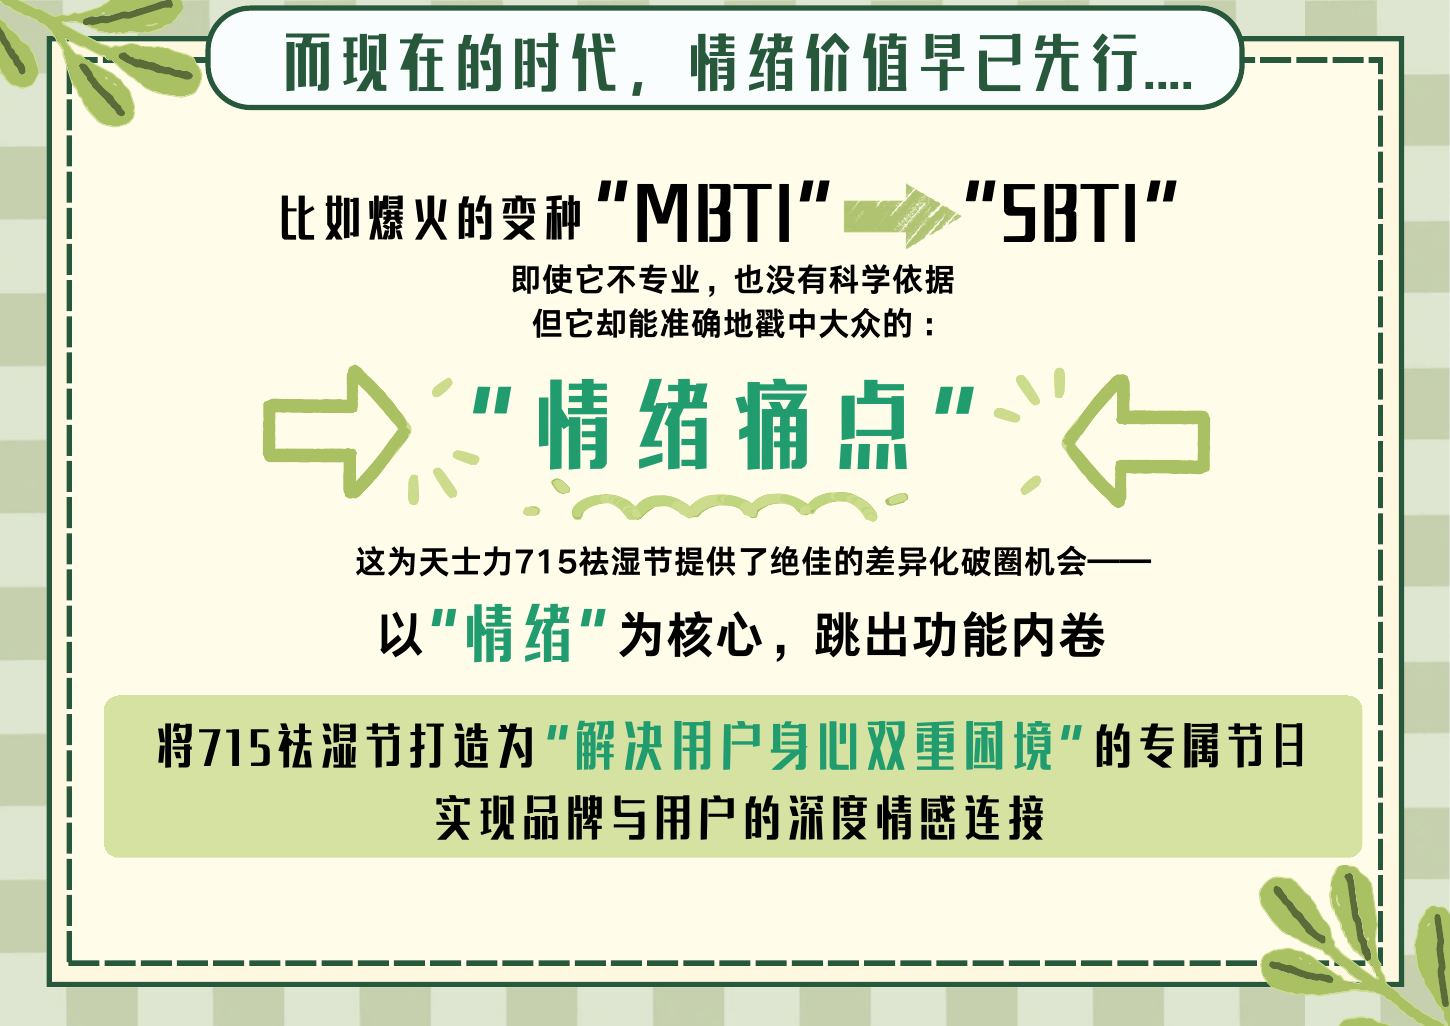 而现在的时代，情绪价值早已先行....
比如爆火的变种"MBTI""SBTI"
即使它不专业，也没有科学依据
但它却能准确地戳中大众的：
"情绪痛点"
这为天士力715祛湿节提供了绝佳的差异化破圈机会——
以"情绪"为核心，跳出功能内卷
将715祛湿节打造为"解决用户身心双重困境"的专属节日
实现品牌与用户的深度情感连接